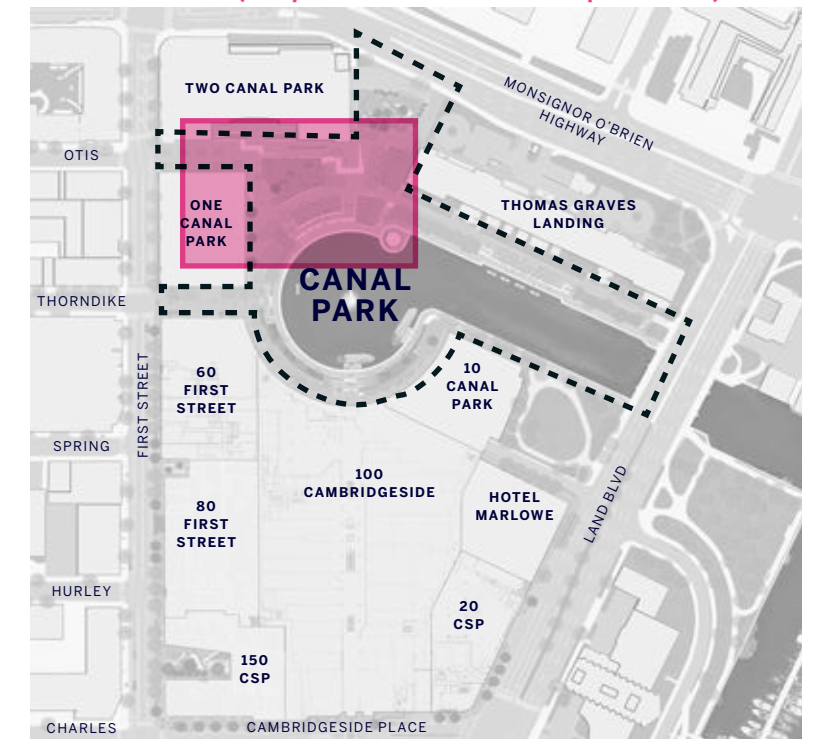 TWO CANAL PARK
MONSIGNOR O'BRIEN
HIGHWAY
OTIS
ONE
CANAL
PARK
THOMAS GRAVES
LANDING
CANAL
PARK
THORNDIKE
FIRST STREET
60
FIRST
STREET
10
CANAL
PARK
SPRING
100
CAMBRIDGESIDE
HOTEL
MARLOWE
LAND BLVD
80
FIRST
STREET
HURLEY
20
CSP
150
CSP
CHARLES
CAMBRIDGESIDE PLACE